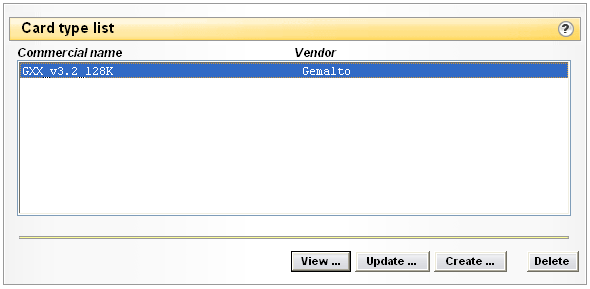 Card type list ?
Commercial name Vendor
GXX v3.2 128K Gemalto
View ... Update ... Create ... Delete